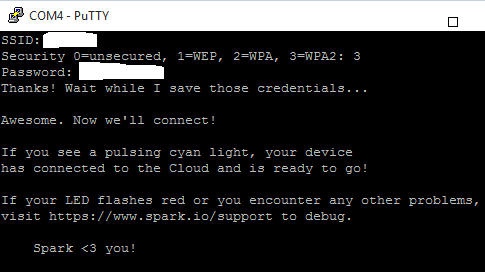 COM4 - PuTTY
SSID:
Security 0=unsecured, 1=WEP, 2=WPA, 3=WPA2: 3
Password:
Thanks! Wait while I save those credentials...
Awesome. Now we'll connect!
If you see a pulsing cyan light, your device
has connected to the Cloud and is ready to go!
If your LED flashes red or you encounter any other problems,
visit https://www.spark.io/support to debug.
Spark <3 you!